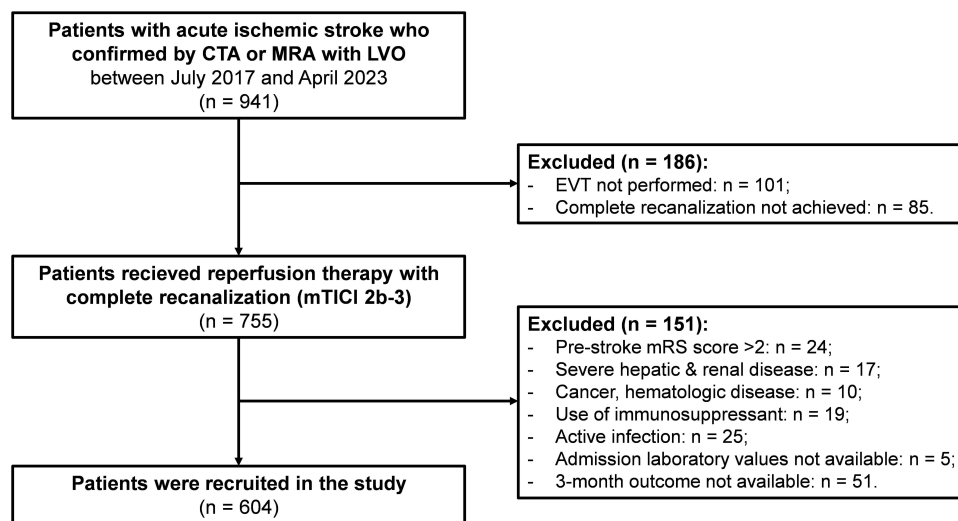 Patients with acute ischemic stroke who
confirmed by CTA or MRA with LVO
between July 2017 and April 2023
(n = 941)
Excluded (n = 186):
- EVT not performed: n = 101;
- Complete recanalization not achieved: n = 85.
Patients recieved reperfusion therapy with
complete recanalization (mTICI 2b-3)
(n = 755)
Excluded (n = 151):
- Pre-stroke mRS score >2: n = 24;
- Severe hepatic & renal disease: n = 17;
- Cancer, hematologic disease: n = 10;
- Use of immunosuppressant: n = 19;
- Active infection: n = 25;
- Admission laboratory values not available: n = 5;
- 3-month outcome not available: n = 51.
Patients were recruited in the study
(n = 604)